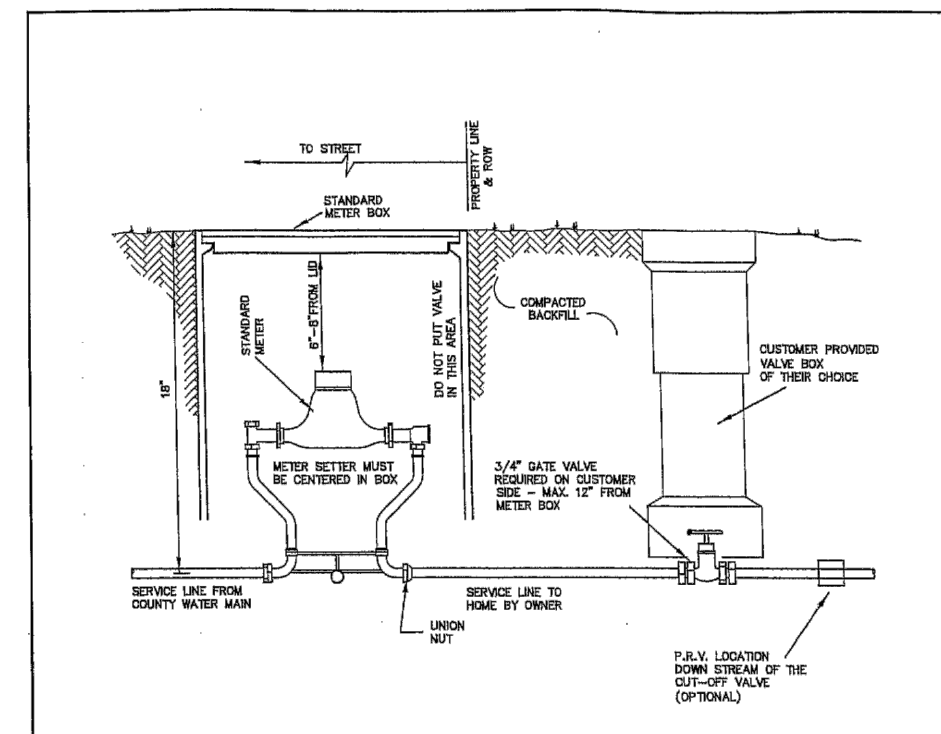 TO STREET
PROPERTY LINE
& ROW
STANDARD
METER BOX
6"-8"FROM LID
STANDARD
METER
DO NOT PUT VALVE
IN THIS AREA
COMPACTED
BACKFILL
18"
CUSTOMER PROVIDED
VALVE BOX
OF THEIR CHOICE
METER SETTER MUST
BE CENTERED IN BOX
3/4" GATE VALVE
REQUIRED ON CUSTOMER
SIDE - MAX. 12" FROM
METER BOX
SERVICE LINE FROM
COUNTY WATER MAIN
SERVICE LINE TO
HOME BY OWNER
UNION
NUT
P.R.V. LOCATION
DOWN STREAM OF THE
CUT-OFF VALVE
(OPTIONAL)